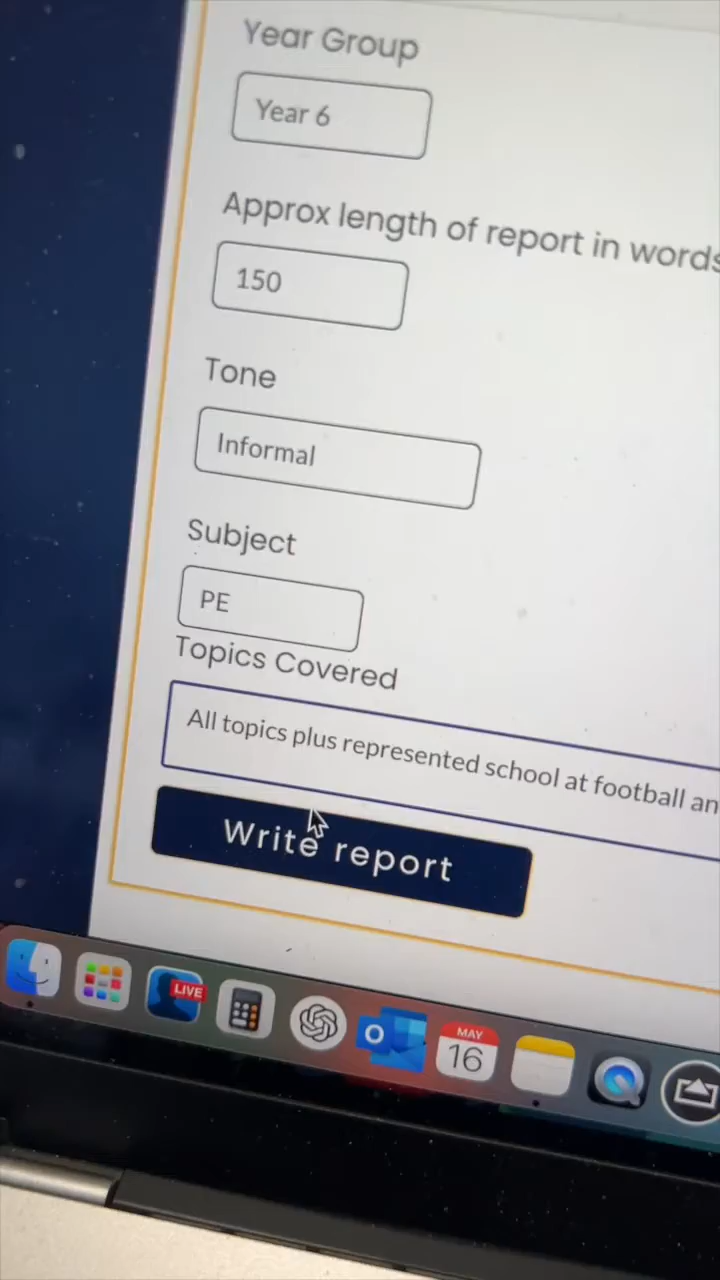 Year Group
Year 6
Approx length of report in words
150
Tone
Informal
Subject
PE
Topics Covered
All topics plus represented school at football an
Write report
LIVE
MAY
16